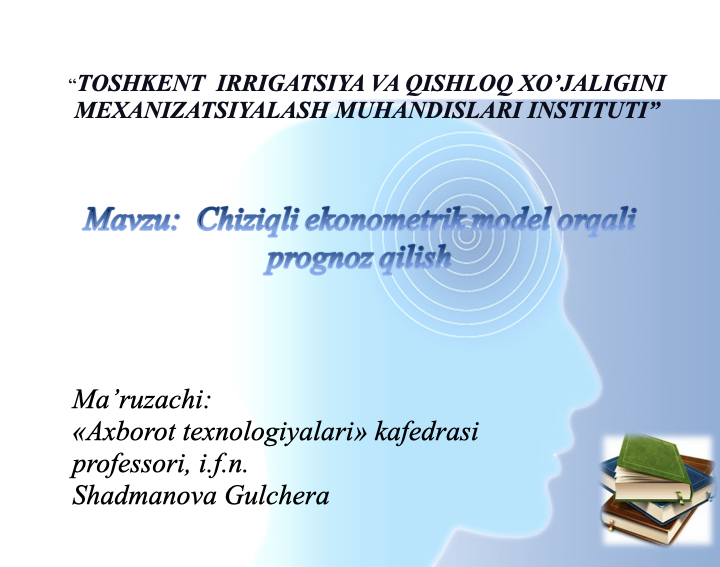 “TOSHKENT IRRIGATSIYA VA QISHLOQ XO’JALIGINI
MEXANIZATSIYALASH MUHANDISLARI INSTITUTI”
Mavzu: Chiziqli ekonometrik model orqali
prognoz qilish
Ma’ruzachi:
«Axborot texnologiyalari» kafedrasi
professori, i.f.n.
Shadmanova Gulchera